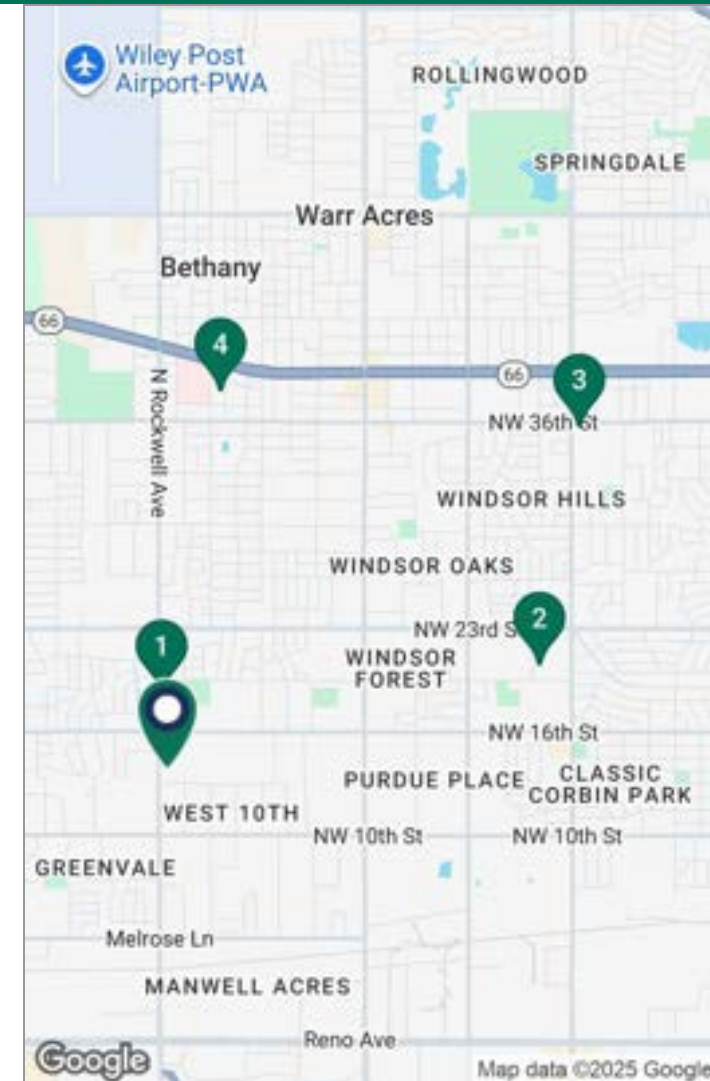 Wiley Post
Airport-PWA
ROLLINGWOOD
SPRINGDALE
Warr Acres
Bethany
66
4
66
3
N Rockwell Ave
NW 36th St
WINDSOR HILLS
WINDSOR OAKS
2
NW 23rd S
1
WINDSOR
FOREST
NW 16th St
PURDUE PLACE
CLASSIC
CORBIN PARK
WEST 10TH
NW 10th St
NW 10th St
GREENVALE
Melrose Ln
MANWELL ACRES
Reno Ave
Google
Map data ©2025 Google